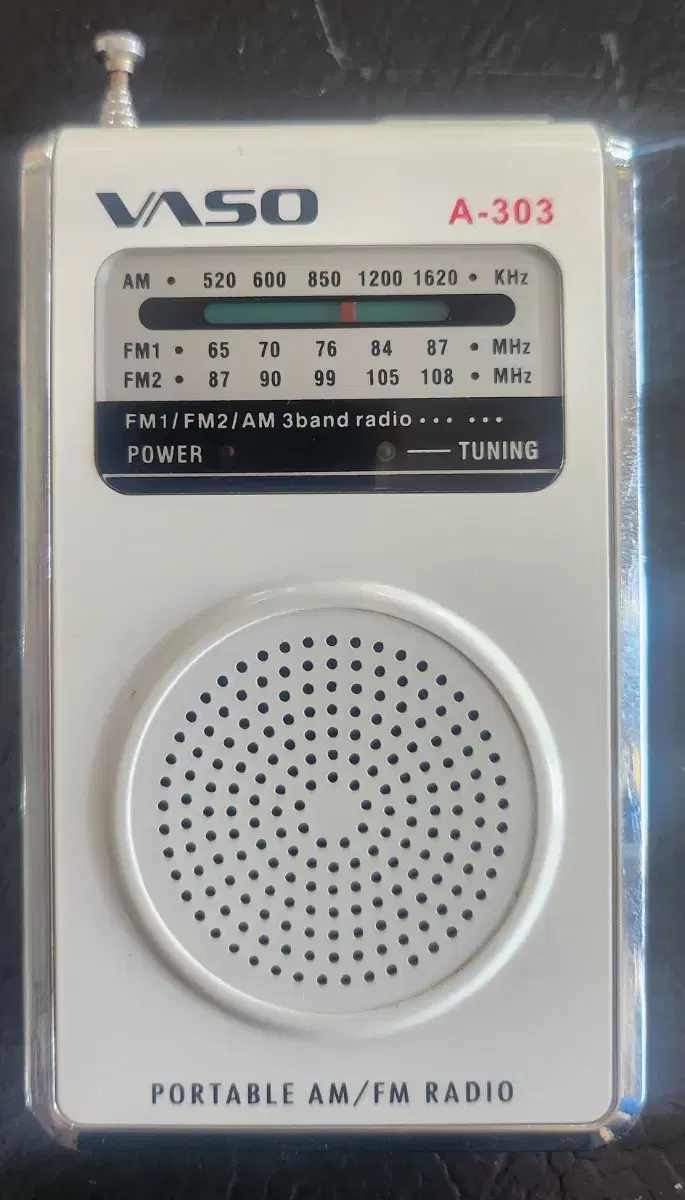 VASO A-303
AM • 520 600 850 1200 1620 • KHz
FM1 • 65 70 76 84 87 • MHz
FM2 • 87 90 99 105 108 • MHz
FM1/FM2/AM 3band radio ••• •••
POWER TUNING
PORTABLE AM/FM RADIO